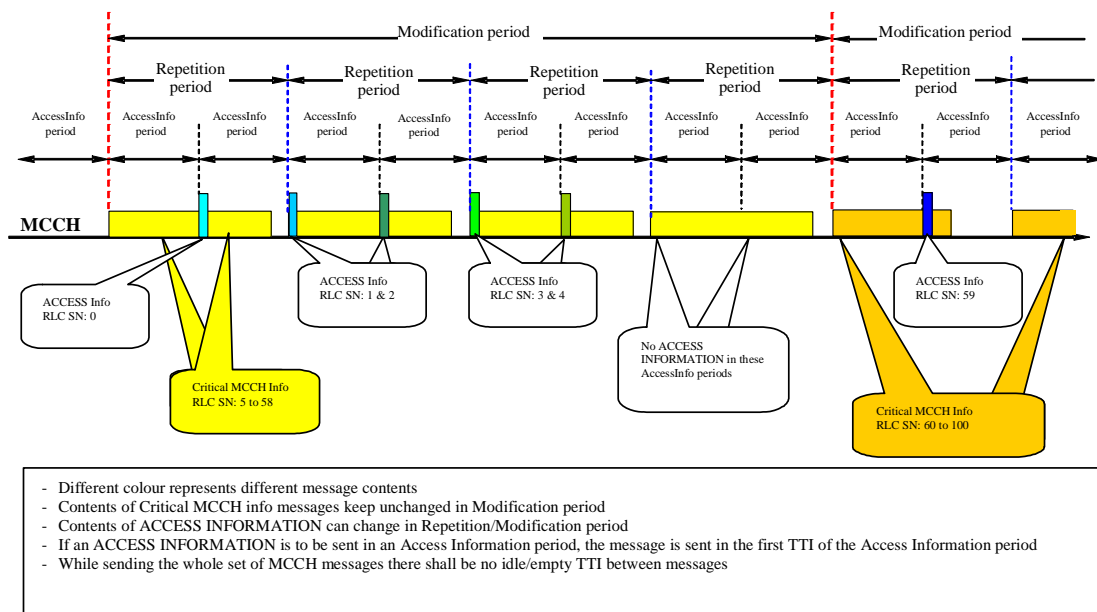 Modification period
Modification period
Repetition
period
Repetition
period
Repetition
period
Repetition
period
Repetition
period
AccessInfo
period
AccessInfo
period
AccessInfo
period
AccessInfo
period
AccessInfo
period
AccessInfo
period
AccessInfo
period
AccessInfo
period
AccessInfo
period
AccessInfo
period
AccessInfo
period
AccessInfo
period
MCCH
ACCESS Info
RLC SN: 0
ACCESS Info
RLC SN: 1 & 2
ACCESS Info
RLC SN: 3 & 4
ACCESS Info
RLC SN: 59
No ACCESS
INFORMATION in these
AccessInfo periods
Critical MCCH Info
RLC SN: 5 to 58
Critical MCCH Info
RLC SN: 60 to 100
- Different colour represents different message contents
- Contents of Critical MCCH info messages keep unchanged in Modification period
- Contents of ACCESS INFORMATION can change in Repetition/Modification period
- If an ACCESS INFORMATION is to be sent in an Access Information period, the message is sent in the first TTI of the Access Information period
- While sending the whole set of MCCH messages there shall be no idle/empty TTI between messages